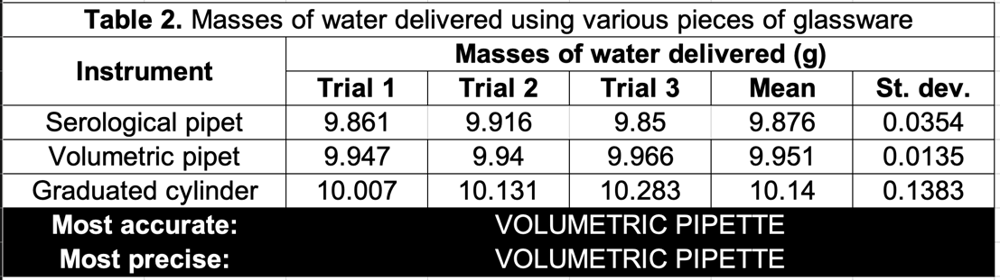 Table 2. Masses of water delivered using various pieces of glassware
Instrument
Masses of water delivered (g)
Trial 1 Trial 2 Trial 3 Mean St. dev.
Serological pipet 9.861 9.916 9.85 9.876 0.0354
Volumetric pipet 9.947 9.94 9.966 9.951 0.0135
Graduated cylinder 10.007 10.131 10.283 10.14 0.1383
Most accurate: VOLUMETRIC PIPETTE
Most precise: VOLUMETRIC PIPETTE